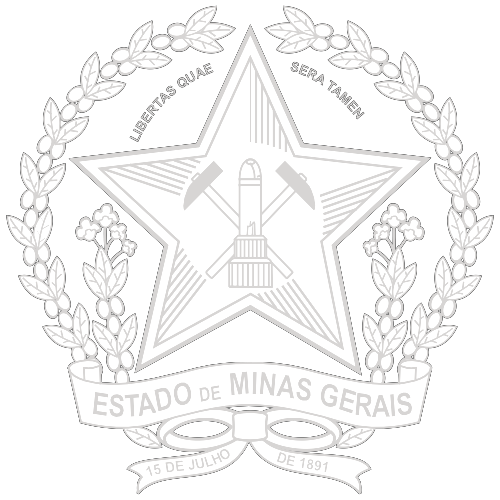 LIBERTAS QUAE SERA TAMEN
ESTADO DE MINAS GERAIS
15 DE JULHO DE 1891